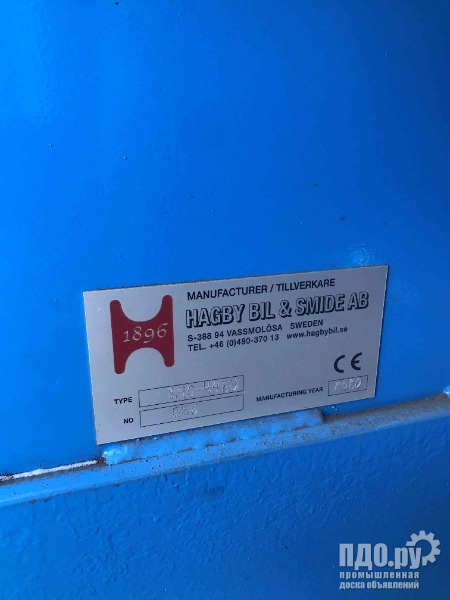 MANUFACTURER / TILLVERKARE
HAGBY BIL & SMIDE AB
1896
S-388 94 VASSMOLÖSA SWEDEN
TEL. +46 (0)480-370 13 www.hagbybil.se
CE
TYPE
MANUFACTURING YEAR
NO
ПДО.ру
промышленная
доска объявлений